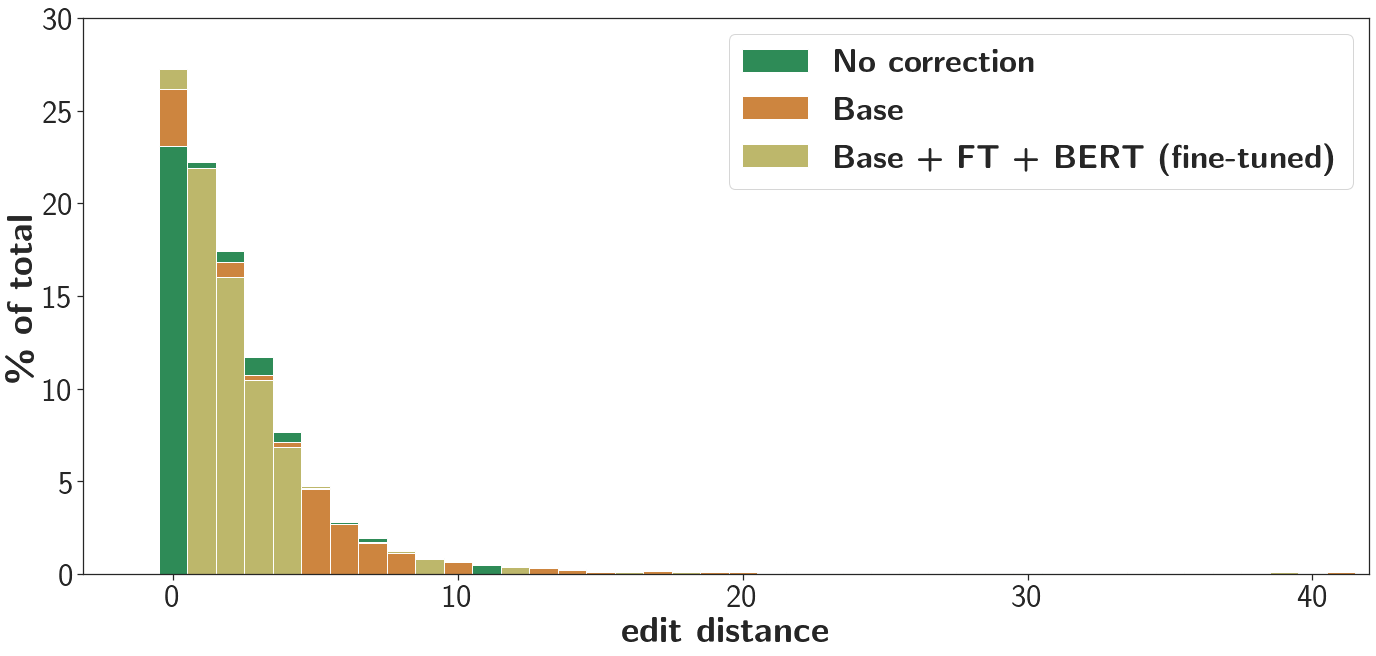 30
25
20
15
10
5
0
% of total
No correction
Base
Base + FT + BERT (fine-tuned)
0 10 20 30 40
edit distance